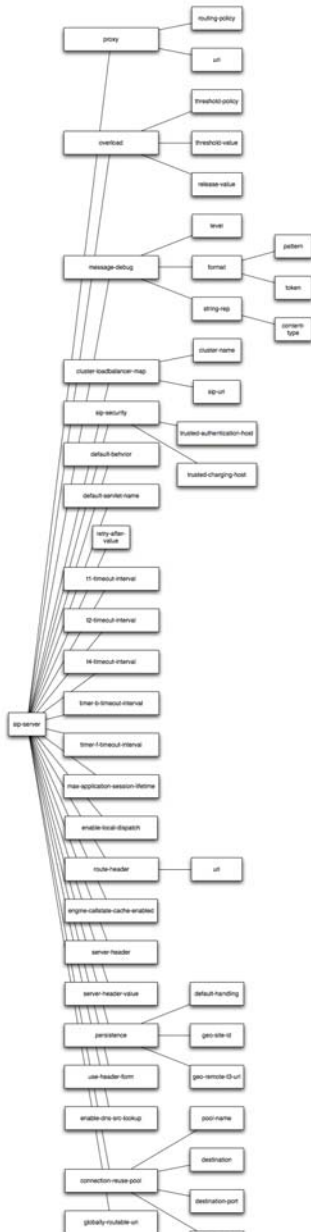 routing-policy
proxy
uri
threshold-policy
overload
threshold-value
release-value
level
pattern
message-debug
format
token
string-rep
content-
type
cluster-name
cluster-loadbalancer-map
sip-uri
sip-security
trusted-authentication-host
default-behvior
trusted-charging-host
default-servlet-name
retry-after-
value
t1-timeout-interval
t2-timeout-interval
t4-timeout-interval
timer-b-timeout-interval
sip-server
timer-f-timeout-interval
max-application-session-lifetime
enable-local-dispatch
route-header
uri
engine-callstate-cache-enabled
server-header
server-header-value
default-handling
persistence
geo-site-id
use-header-form
geo-remote-t3-url
enable-dns-srv-lookup
pool-name
destination
connection-reuse-pool
destination-port
globally-routable-uri